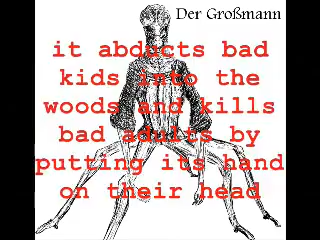 Der Großmann
it abducts bad
kids into the
woods and kills
bad adults by
putting its hand
on their head